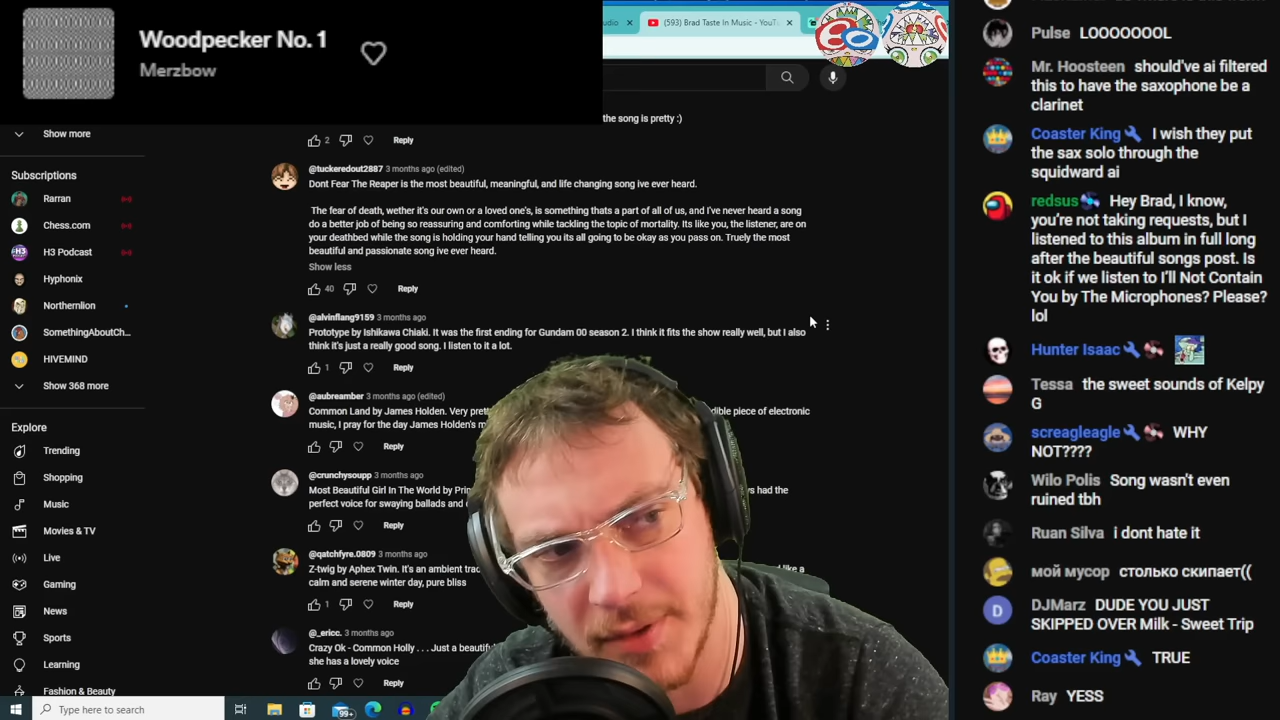 Woodpecker No. 1
Merzbow
(593) Brad Taste In Music - YouTu
the song is pretty :)
2 Reply
Show more
Subscriptions
Rarran
Chess.com
H3 Podcast
Hyphonix
Northernlion
SomethingAboutCh...
HIVEMIND
Show 368 more
Explore
Trending
Shopping
Music
Movies & TV
Live
Gaming
News
Sports
Learning
Fashion & Beauty
@tuckeredout2887 3 months ago (edited)
Dont Fear The Reaper is the most beautiful, meaningful, and life changing song ive ever heard.
The fear of death, wether it's our own or a loved one's, is something thats a part of all of us, and I've never heard a song
do a better job of being so reassuring and comforting while tackling the topic of mortality. Its like you, the listener, are on
your deathbed while the song is holding your hand telling you its all going to be okay as you pass on. Truely the most
beautiful and passionate song ive ever heard.
Show less
40 Reply
@alvinflang9159 3 months ago
Prototype by Ishikawa Chiaki. It was the first ending for Gundam 00 season 2. I think it fits the show really well, but I also
think it's just a really good song. I listen to it a lot.
1 Reply
@aubreamber 3 months ago (edited)
Common Land by James Holden. Very prett dible piece of electronic
music, I pray for the day James Holden's m
Reply
@crunchysoupp 3 months ago
Most Beautiful Girl In The World by Prin ys had the
perfect voice for swaying ballads and
Reply
@qatchfyre.0809 3 months ago
Z-twig by Aphex Twin. It's an ambient trac like a
calm and serene winter day, pure bliss
1 Reply
@_ericc. 3 months ago
Crazy Ok - Common Holly . . . Just a beautiful
she has a lovely voice
Reply
Type here to search
99+
Pulse LOOOOOOL
Mr. Hoosteen should've ai filtered
this to have the saxophone be a
clarinet
Coaster King I wish they put
the sax solo through the
squidward ai
redsus Hey Brad, I know,
you're not taking requests, but I
listened to this album in full long
after the beautiful songs post. Is
it ok if we listen to I'll Not Contain
You by The Microphones? Please?
lol
Hunter Isaac
Tessa the sweet sounds of Kelpy
G
screagleagle WHY
NOT????
Wilo Polis Song wasn't even
ruined tbh
Ruan Silva i dont hate it
мой мусор столько скипает((
DJMarz DUDE YOU JUST
SKIPPED OVER Milk - Sweet Trip
Coaster King TRUE
Ray YESS